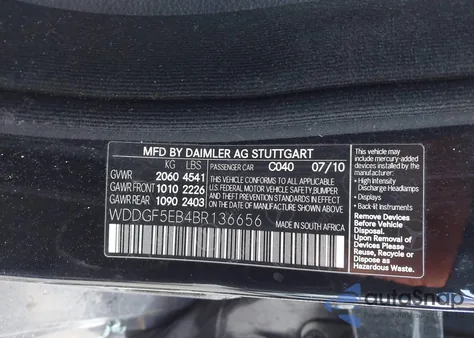 MFD BY DAIMLER AG STUTTGART
KG LBS
PASSENGER CAR C040 07/10
GVWR 2060 4541
GAWR FRONT 1010 2226
GAWR REAR 1090 2403
THIS VEHICLE CONFORMS TO ALL APPLICABLE
U.S. FEDERAL MOTOR VEHICLE SAFETY, BUMPER
AND THEFT PREVENTION STANDARDS IN EFFECT
ON THE DATE OF MANUFACTURE SHOWN ABOVE.
WDDGF5EB4BR136656
MADE IN SOUTH AFRICA
This vehicle may
include mercury-
added devices:
• High Intensity
Discharge
Headlamps
• Displays
• Back-lit Instruments
Remove Devices
Before Vehicle
Disposal.
Upon Removal of
Devices Please
Reuse, Recycle or
Dispose as
Hazardous Waste.
autoSnap